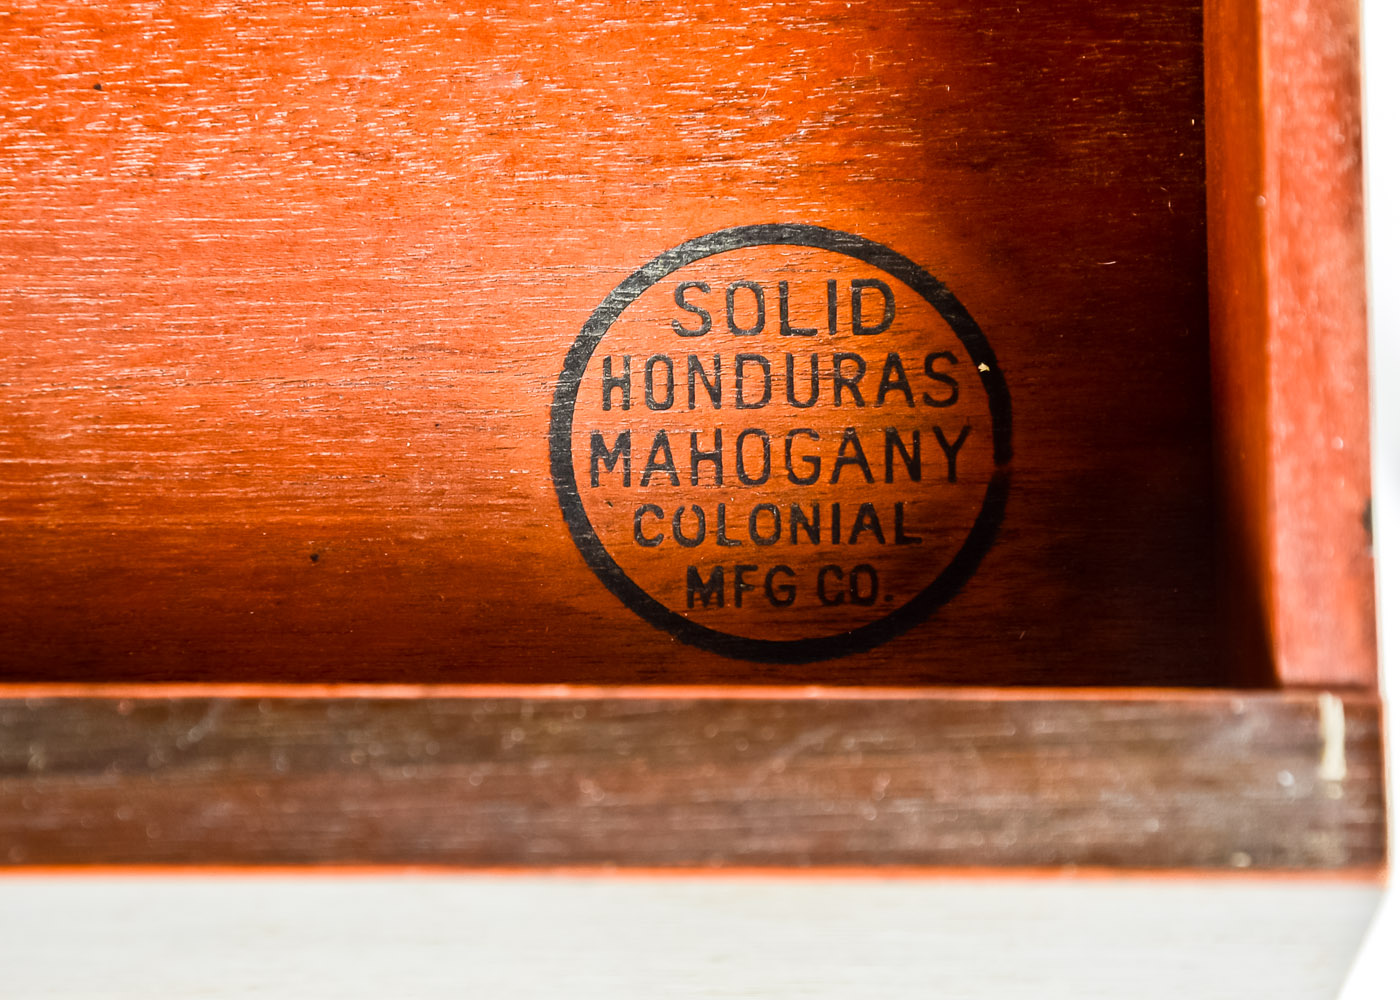 SOLID
HONDURAS
MAHOGANY
COLONIAL
MFG CO.